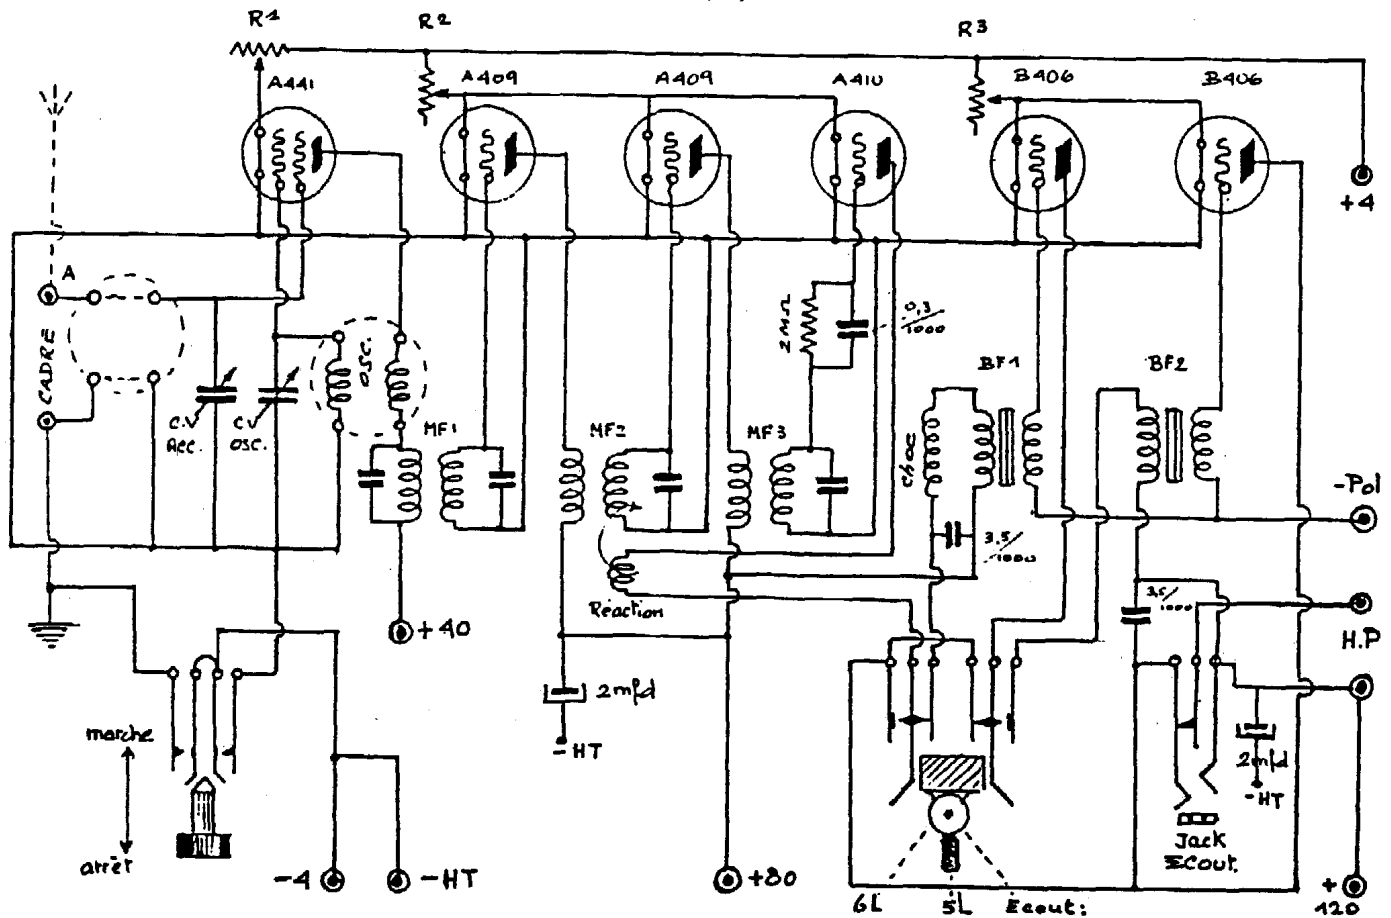 R1
R2
R3
A441
A409
A409
A410
B406
B406
+4
A
CADRE
C.V
Acc.
CV
OSC.
OSC.
MF1
MF2
MF3
2MΩ
0,3/1000
choc
BF1
BF2
3,5/1000
3,5/1000
-Pol
H.P
Réaction
+40
2mfd
-HT
marche
arrêt
-4
-HT
+80
6L
5L
Ecout:
Jack
Ecout.
2mfd
-HT
+
120